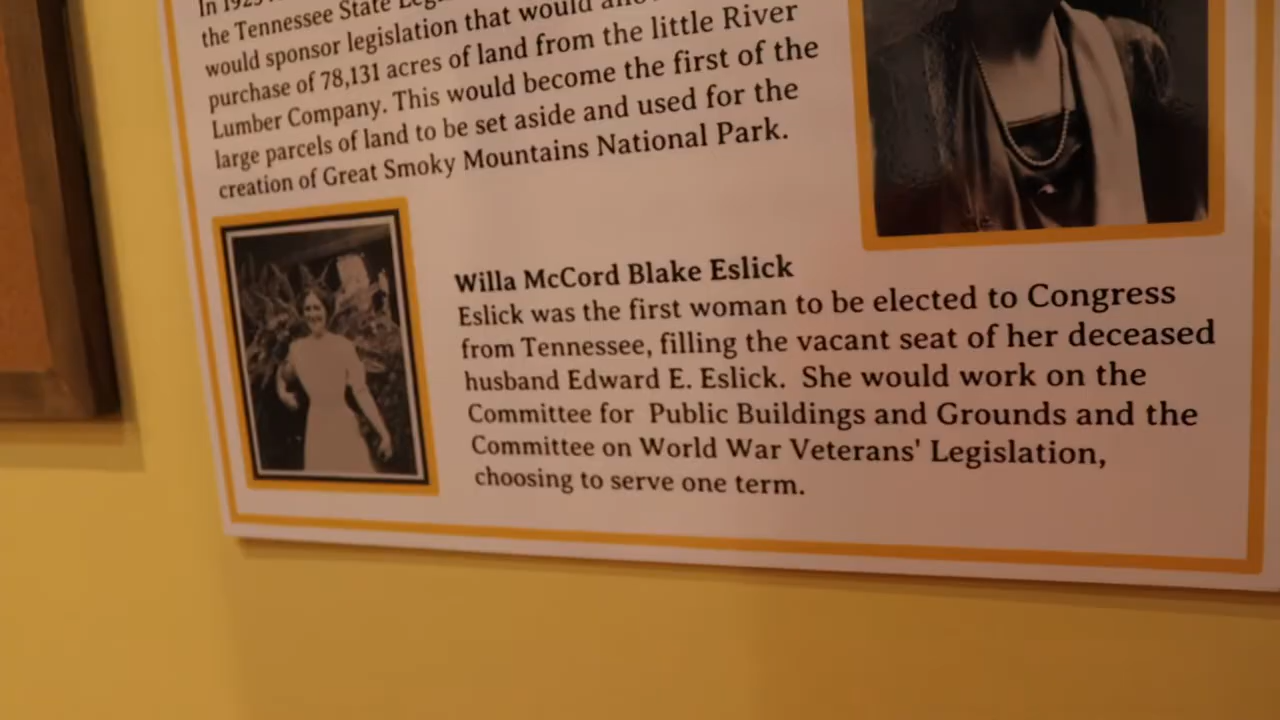 In
the Tennessee State
would sponsor legislation that would
purchase of 78,131 acres of land from the little River
Lumber Company. This would become the first of the
large parcels of land to be set aside and used for the
creation of Great Smoky Mountains National Park.
Willa McCord Blake Eslick
Eslick was the first woman to be elected to Congress
from Tennessee, filling the vacant seat of her deceased
husband Edward E. Eslick. She would work on the
Committee for Public Buildings and Grounds and the
Committee on World War Veterans' Legislation,
choosing to serve one term.